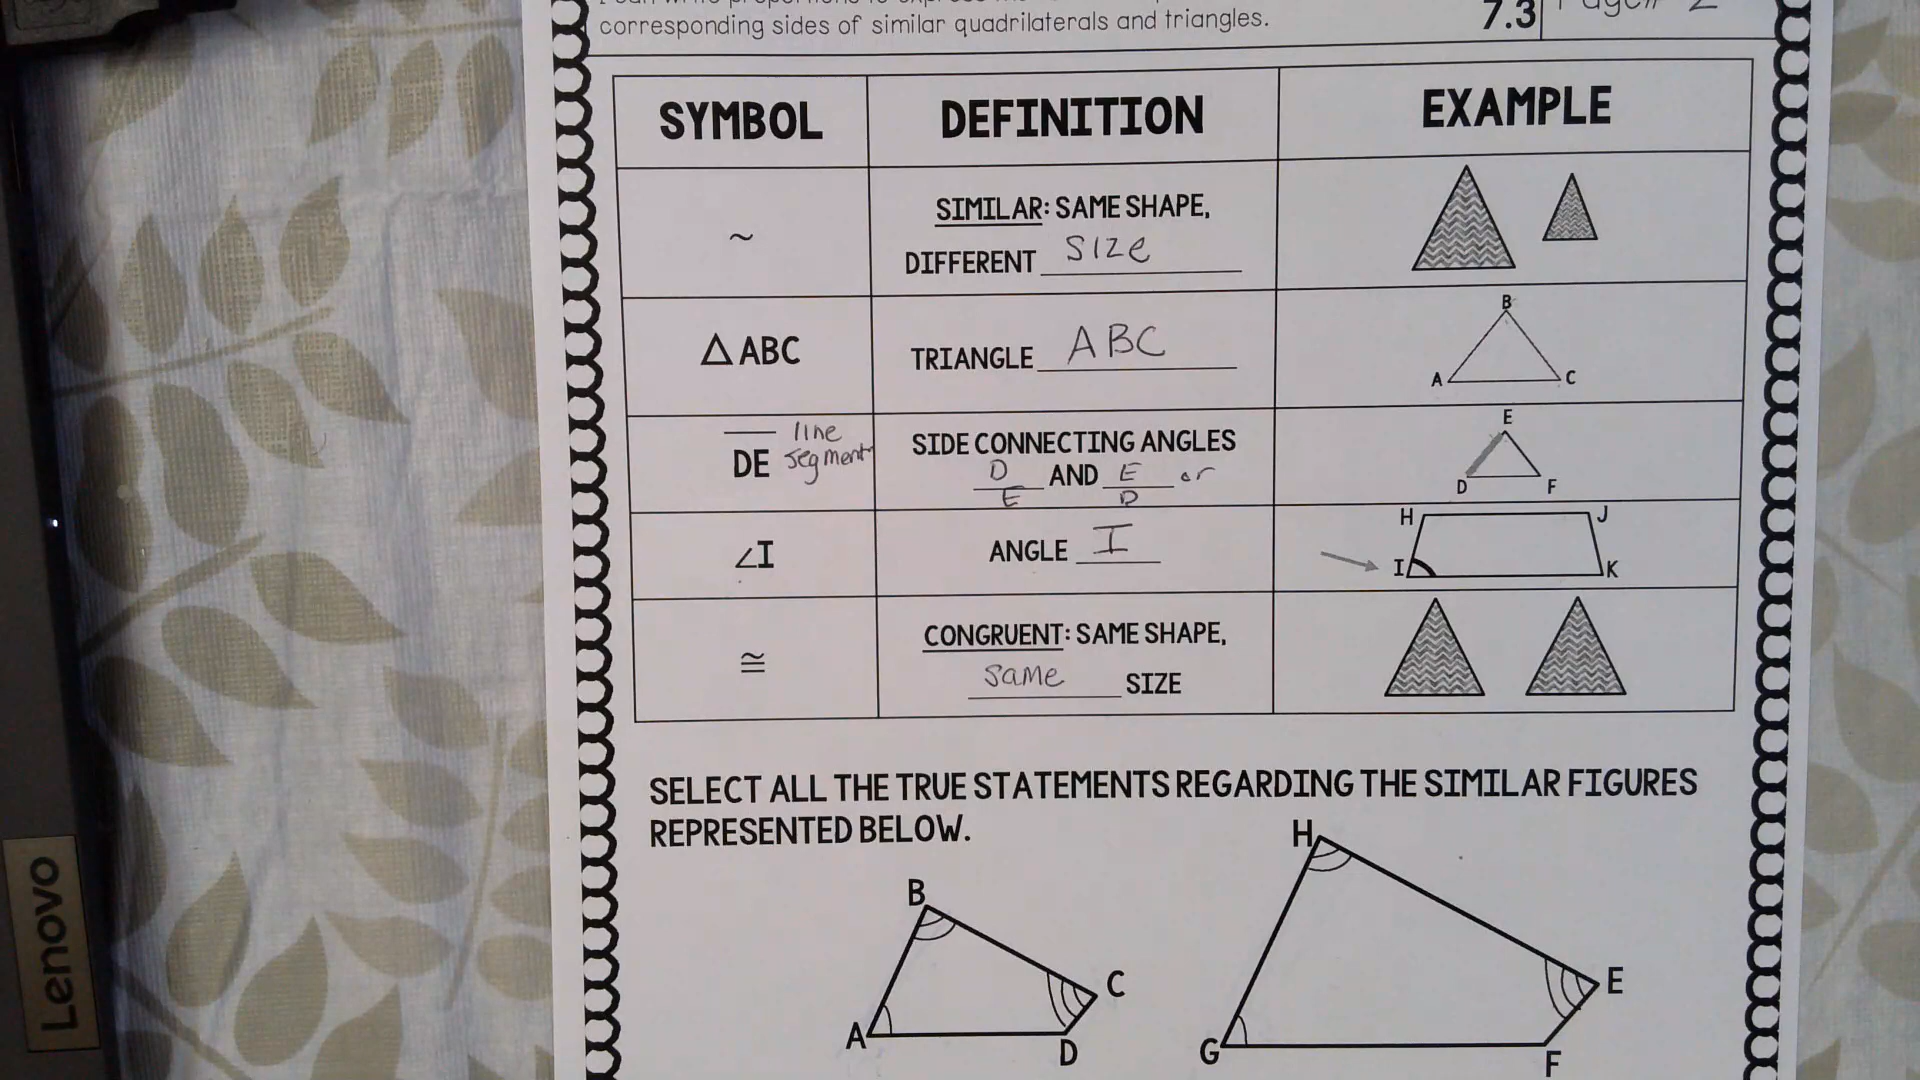 corresponding sides of similar quadrilaterals and triangles.
7.3
SYMBOL DEFINITION EXAMPLE
~ SIMILAR: SAME SHAPE,
DIFFERENT size
△ABC TRIANGLE ABC
B
A C
DE line segment
SIDE CONNECTING ANGLES
D AND E or
E D
E
D F
∠I ANGLE I
H J
I K
≅ CONGRUENT: SAME SHAPE,
same SIZE
SELECT ALL THE TRUE STATEMENTS REGARDING THE SIMILAR FIGURES
REPRESENTED BELOW.
B
C
A
D
H
E
G
F
Lenovo